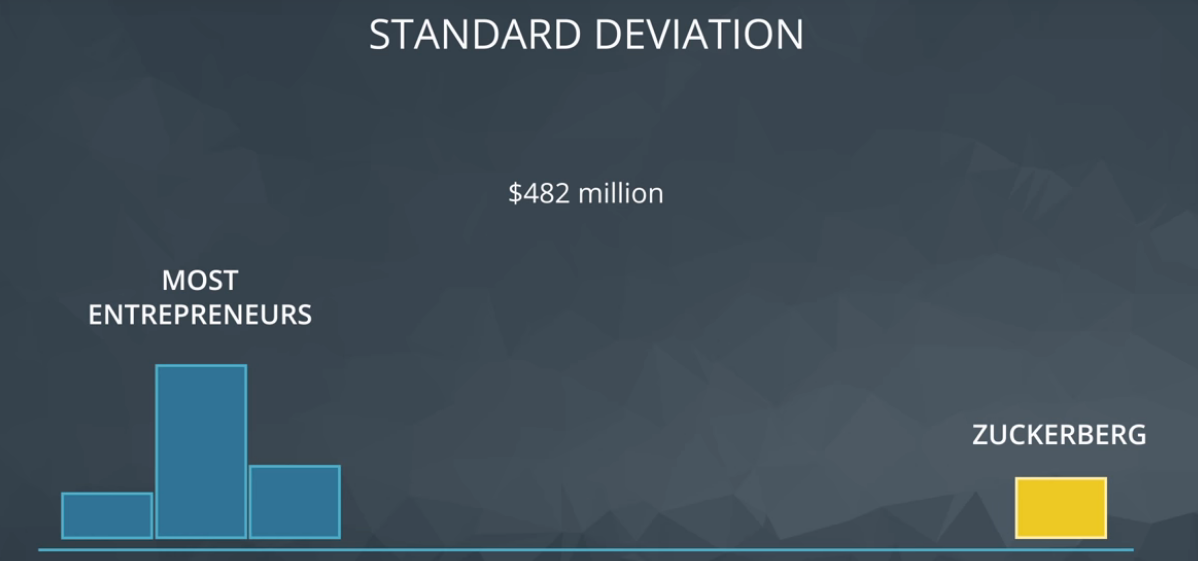 STANDARD DEVIATION
$482 million
MOST
ENTREPRENEURS
ZUCKERBERG